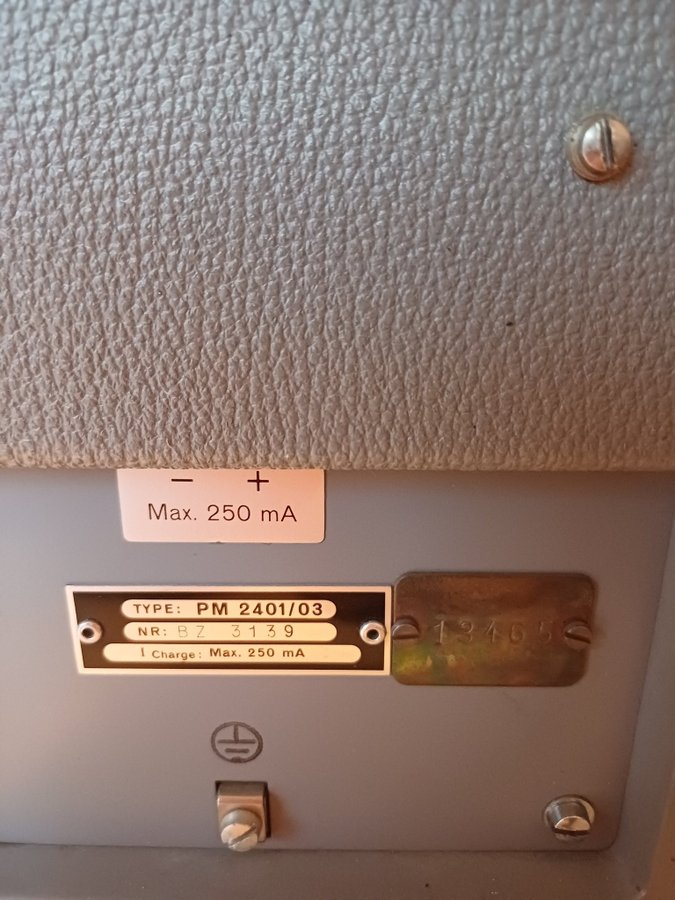 − +
Max. 250 mA
TYPE: PM 2401/03
NR: BZ 3139
I Charge: Max. 250 mA
13465